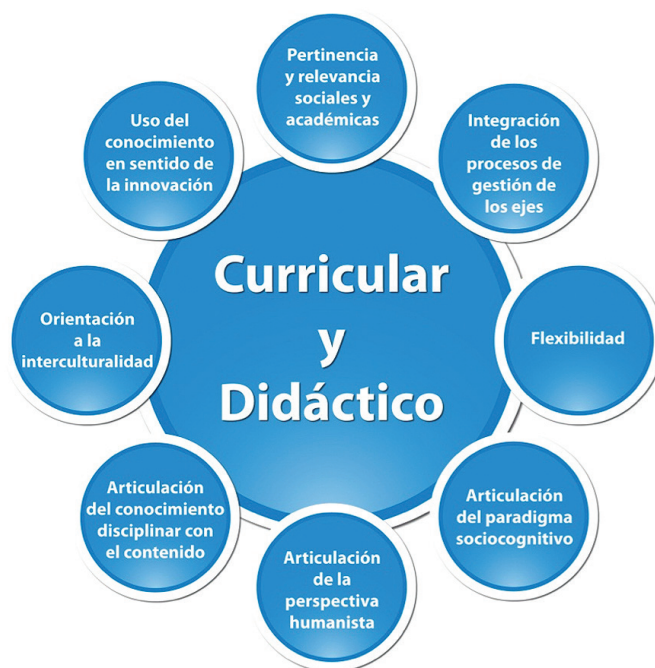 Pertinencia
y relevancia
sociales y
académicas
Integración
de los
procesos de
gestión de
los ejes
Flexibilidad
Articulación
del paradigma
sociocognitivo
Articulación
de la
perspectiva
humanista
Articulación
del conocimiento
disciplinar con
el contenido
Orientación
a la
interculturalidad
Uso del
conocimiento
en sentido de
la innovación
Curricular
y
Didáctico